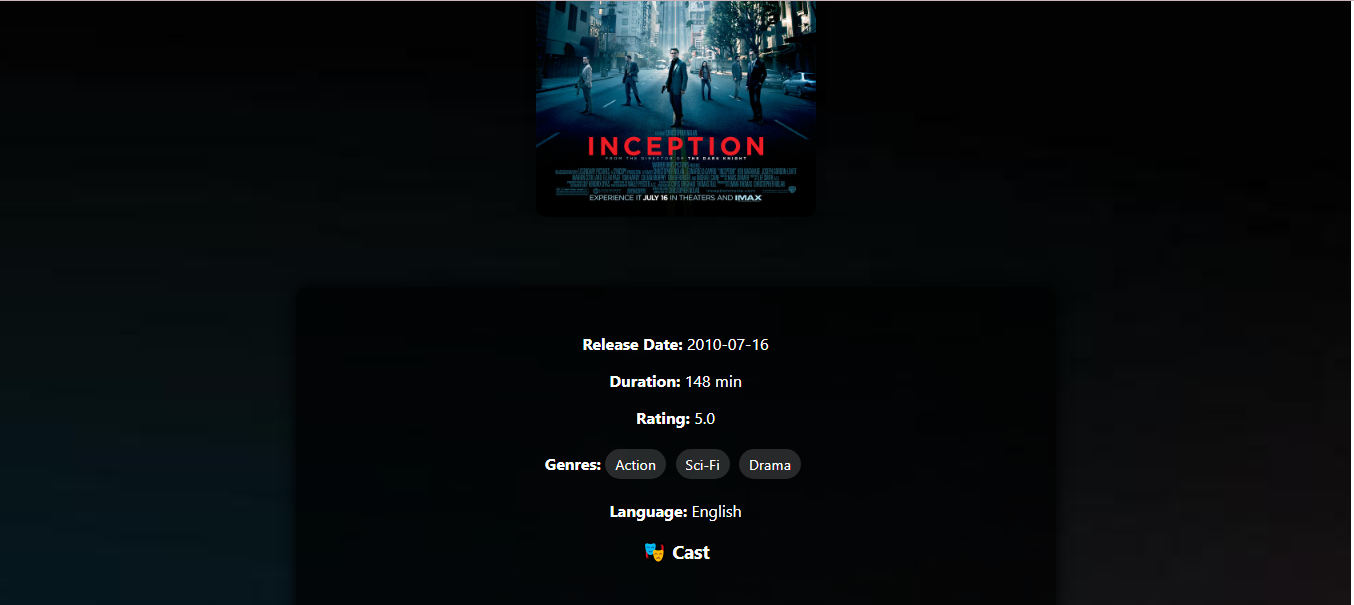 INCEPTION
FROM THE DIRECTOR OF THE DARK KNIGHT
EXPERIENCE IT JULY 16 IN THEATERS AND IMAX
Release Date: 2010-07-16
Duration: 148 min
Rating: 5.0
Genres: Action Sci-Fi Drama
Language: English
🎭 Cast